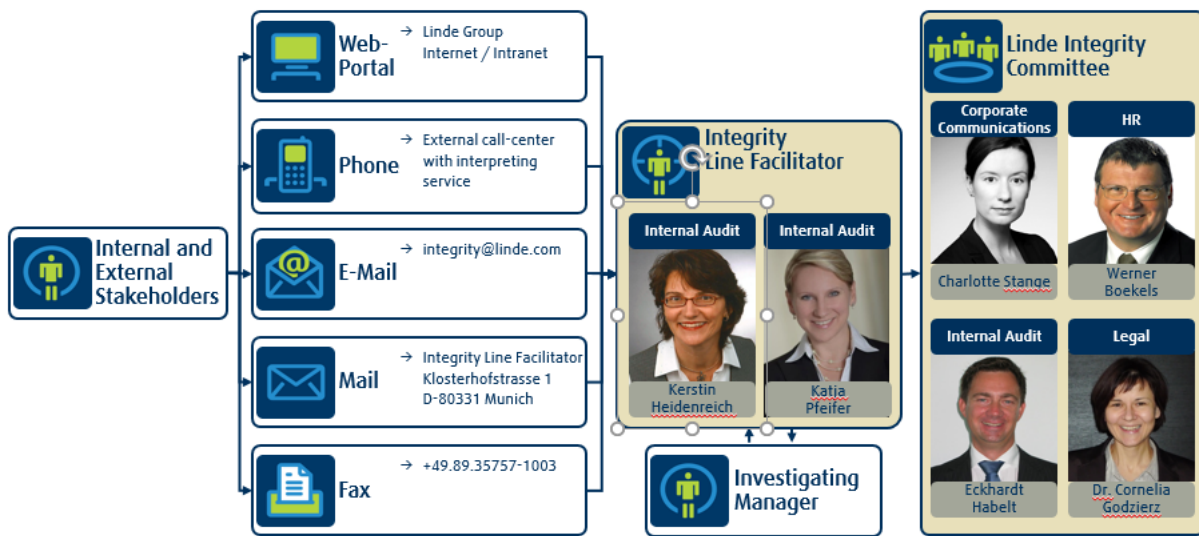 Internal and
External
Stakeholders
Web-
Portal
→ Linde Group
Internet / Intranet
Phone
→ External call-center
with interpreting
service
E-Mail
→ integrity@linde.com
Mail
→ Integrity Line Facilitator
Klosterhofstrasse 1
D-80331 Munich
Fax
→ +49.89.35757-1003
Integrity
Line Facilitator
Internal Audit
Kerstin
Heidenreich
Internal Audit
Katja
Pfeifer
Investigating
Manager
Linde Integrity
Committee
Corporate
Communications
Charlotte Stange
HR
Werner
Boekels
Internal Audit
Eckhardt
Habelt
Legal
Dr. Cornelia
Godzierz